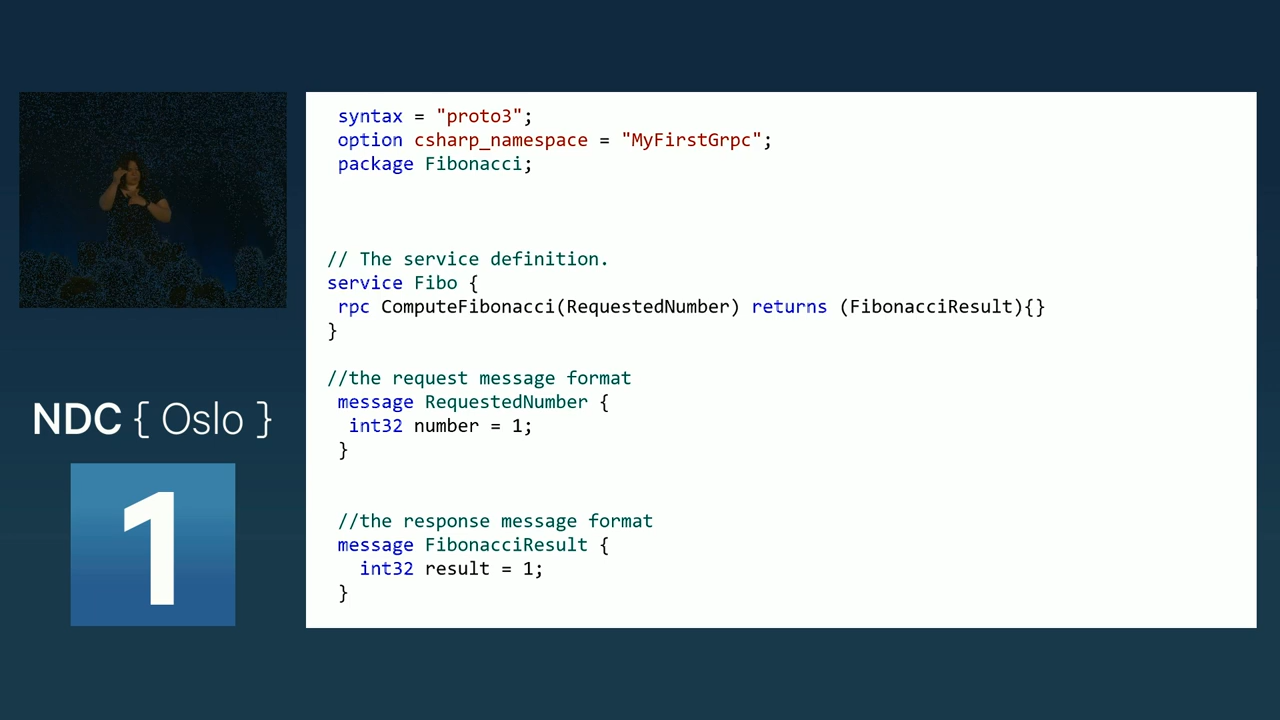 syntax = "proto3";
option csharp_namespace = "MyFirstGrpc";
package Fibonacci;
// The service definition.
service Fibo {
rpc ComputeFibonacci(RequestedNumber) returns (FibonacciResult){}
}
//the request message format
message RequestedNumber {
int32 number = 1;
}
//the response message format
message FibonacciResult {
int32 result = 1;
}
NDC { Oslo }
1